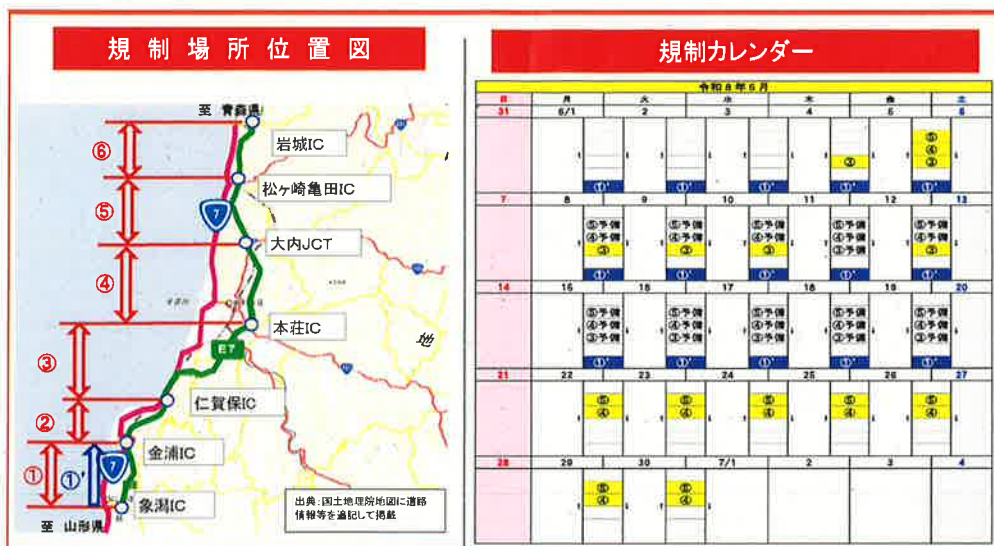 規制場所位置図
至 青森県
岩城IC
⑥
松ヶ崎亀田IC
⑤
7
大内JCT
④
本荘IC
地
③
E7
仁賀保IC
②
金浦IC
①
①'
7
象潟IC
至 山形県
出典：国土地理院地図に道路
情報等を追記して掲載
規制カレンダー
令和8年6月
日 月 火 水 木 金 土
31 6/1 2 3 4 5 6
⑤
④
③ ③
①' ①' ①' ①' ①'
7 8 9 10 11 12 13
⑤予備 ⑤予備 ⑤予備 ⑤予備 ⑤予備
④予備 ④予備 ④予備 ④予備 ④予備
③ ③ ③ ③予備 ③
①' ①' ①' ①' ①'
14 15 16 17 18 19 20
⑤予備 ⑤予備 ⑤予備 ⑤予備 ⑤予備
④予備 ④予備 ④予備 ④予備 ④予備
③予備 ③予備 ③予備 ③予備 ③予備
①' ①' ①' ①' ①'
21 22 23 24 25 26 27
⑤ ⑤ ⑤ ⑤ ⑤
④ ④ ④ ④ ④
28 29 30 7/1 2 3 4
⑤ ⑤
④ ④